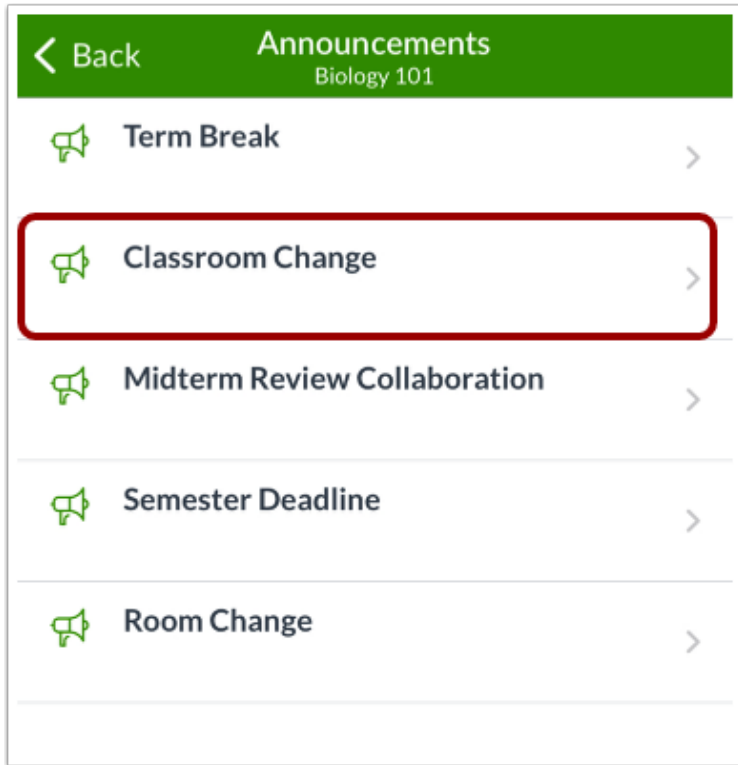 Back
Announcements
Biology 101
Term Break
Classroom Change
Midterm Review Collaboration
Semester Deadline
Room Change